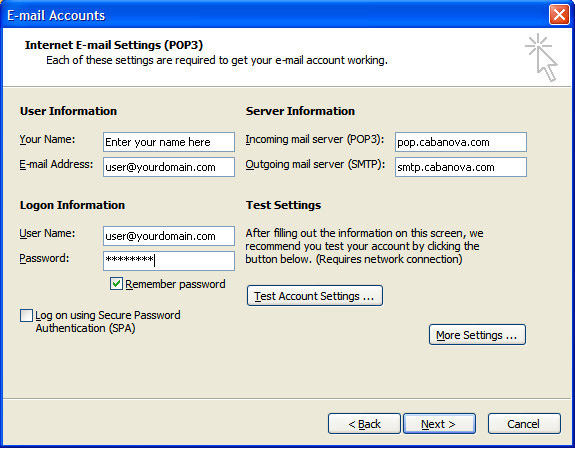 E-mail Accounts
Internet E-mail Settings (POP3)
Each of these settings are required to get your e-mail account working.
User Information
Your Name: Enter your name here
E-mail Address: user@yourdomain.com
Server Information
Incoming mail server (POP3): pop.cabanova.com
Outgoing mail server (SMTP): smtp.cabanova.com
Logon Information
User Name: user@yourdomain.com
Password: ********
Remember password
Log on using Secure Password
Authentication (SPA)
Test Settings
After filling out the information on this screen, we
recommend you test your account by clicking the
button below. (Requires network connection)
Test Account Settings ...
More Settings ...
< Back Next > Cancel